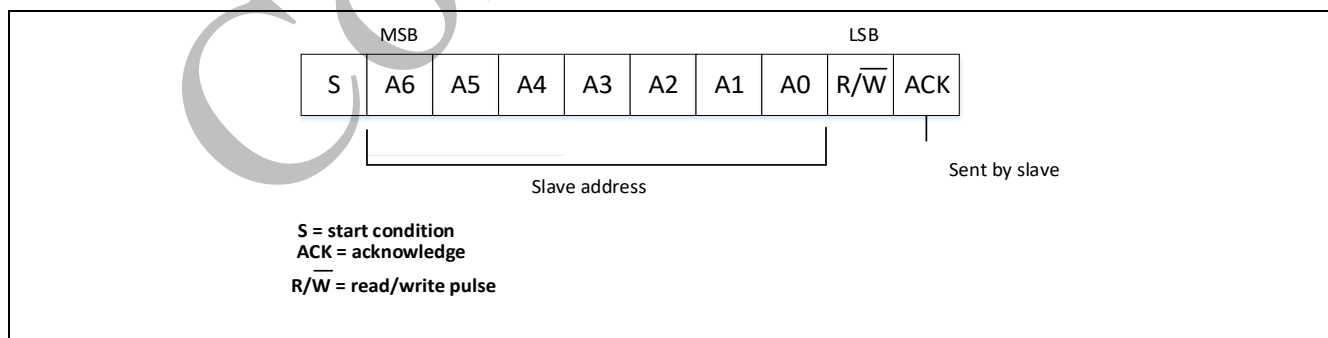 MSB LSB
S A6 A5 A4 A3 A2 A1 A0 R/W̅ ACK
Sent by slave
Slave address
S = start condition
ACK = acknowledge
R/W̅ = read/write pulse